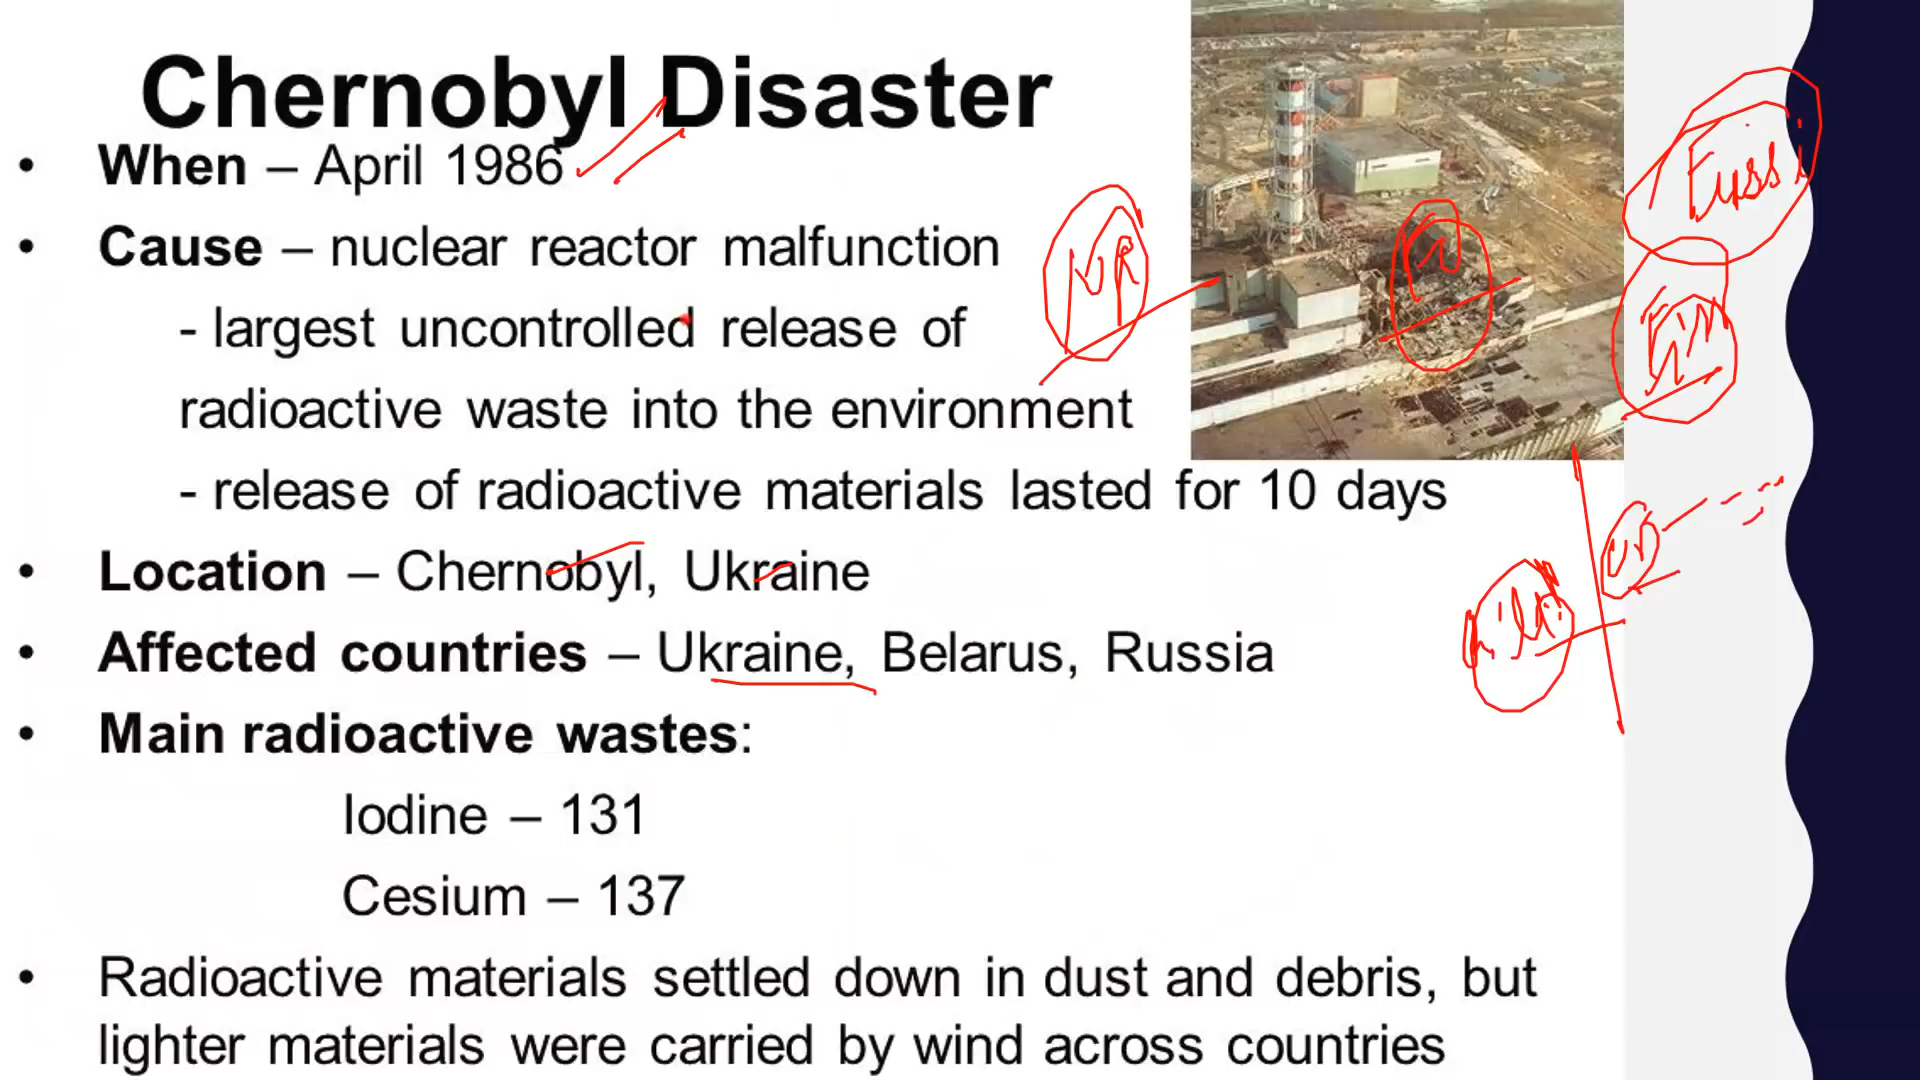 Chernobyl Disaster
• When – April 1986
• Cause – nuclear reactor malfunction
- largest uncontrolled release of
radioactive waste into the environment
- release of radioactive materials lasted for 10 days
• Location – Chernobyl, Ukraine
• Affected countries – Ukraine, Belarus, Russia
• Main radioactive wastes:
Iodine – 131
Cesium – 137
• Radioactive materials settled down in dust and debris, but
lighter materials were carried by wind across countries
NR